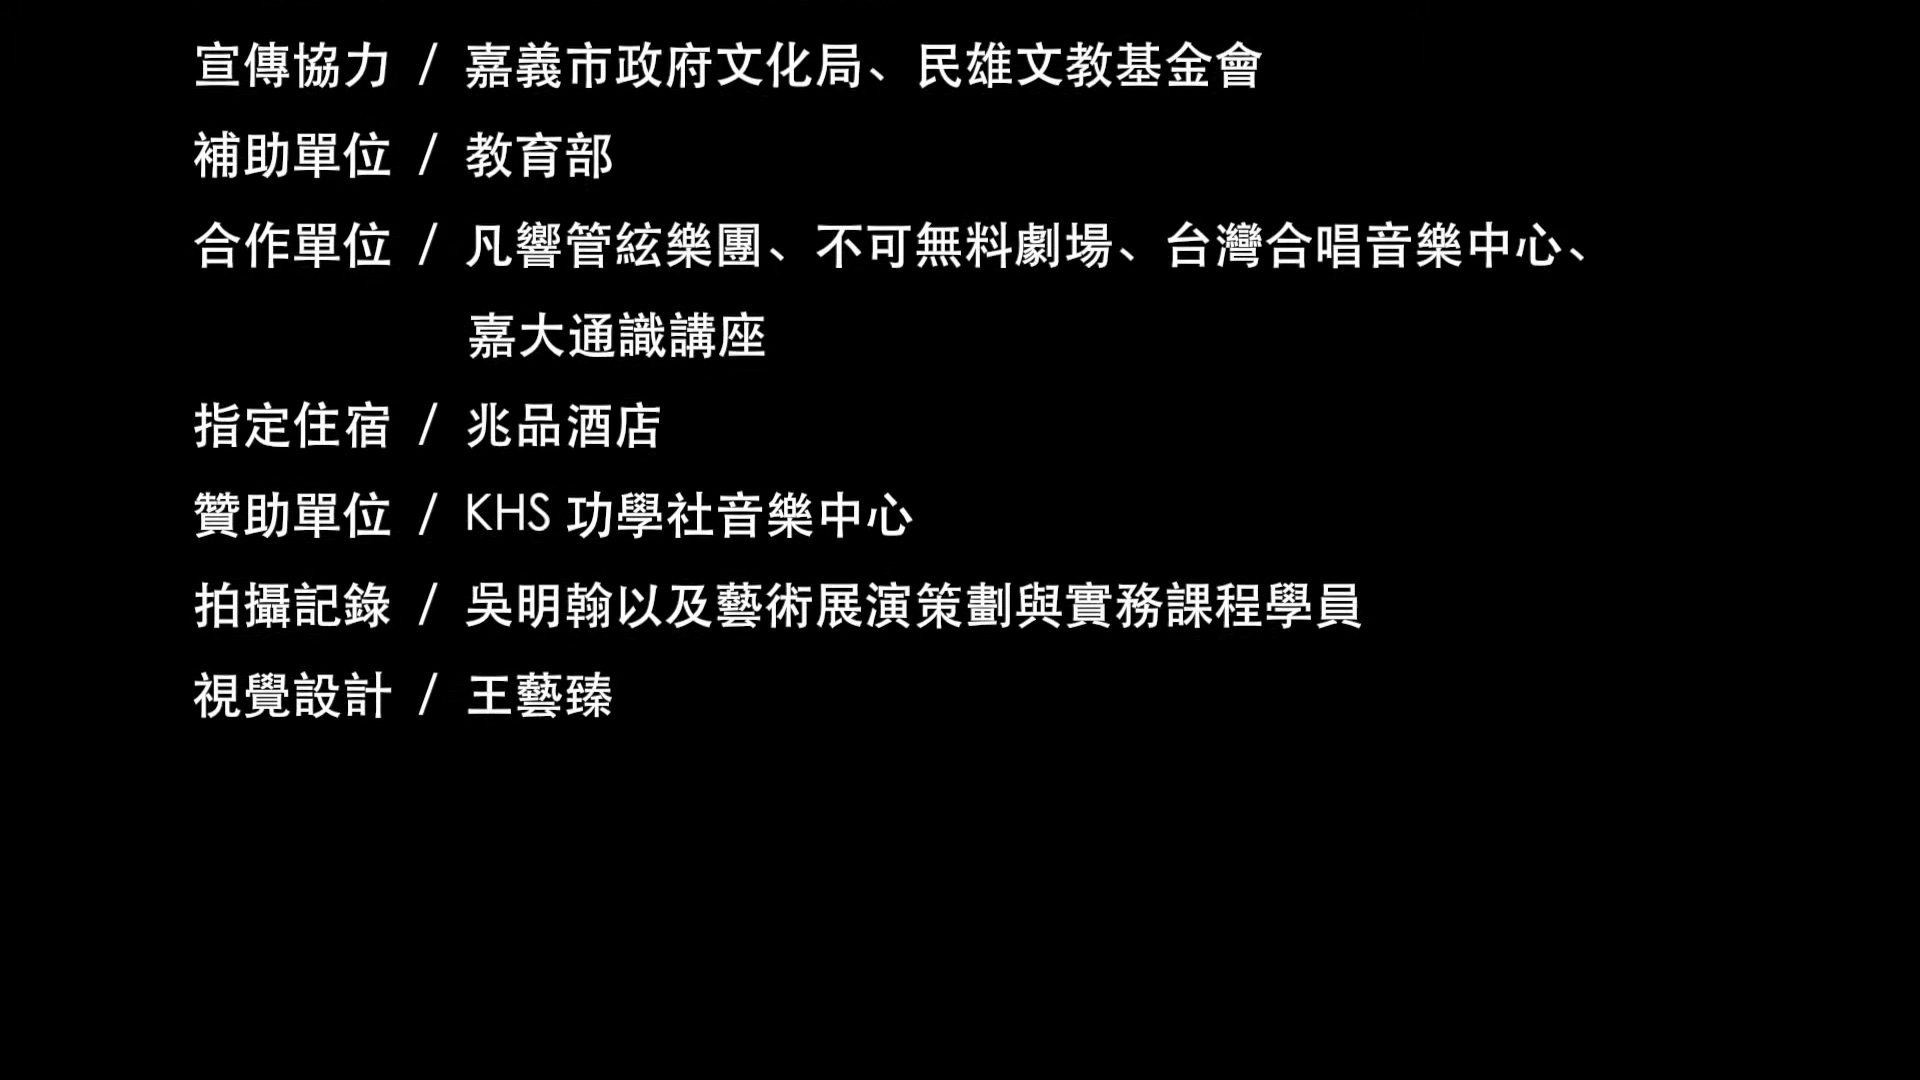 宣傳協力 / 嘉義市政府文化局、民雄文教基金會
補助單位 / 教育部
合作單位 / 凡響管絃樂團、不可無料劇場、台灣合唱音樂中心、
嘉大通識講座
指定住宿 / 兆品酒店
贊助單位 / KHS 功學社音樂中心
拍攝記錄 / 吳明翰以及藝術展演策劃與實務課程學員
視覺設計 / 王藝臻